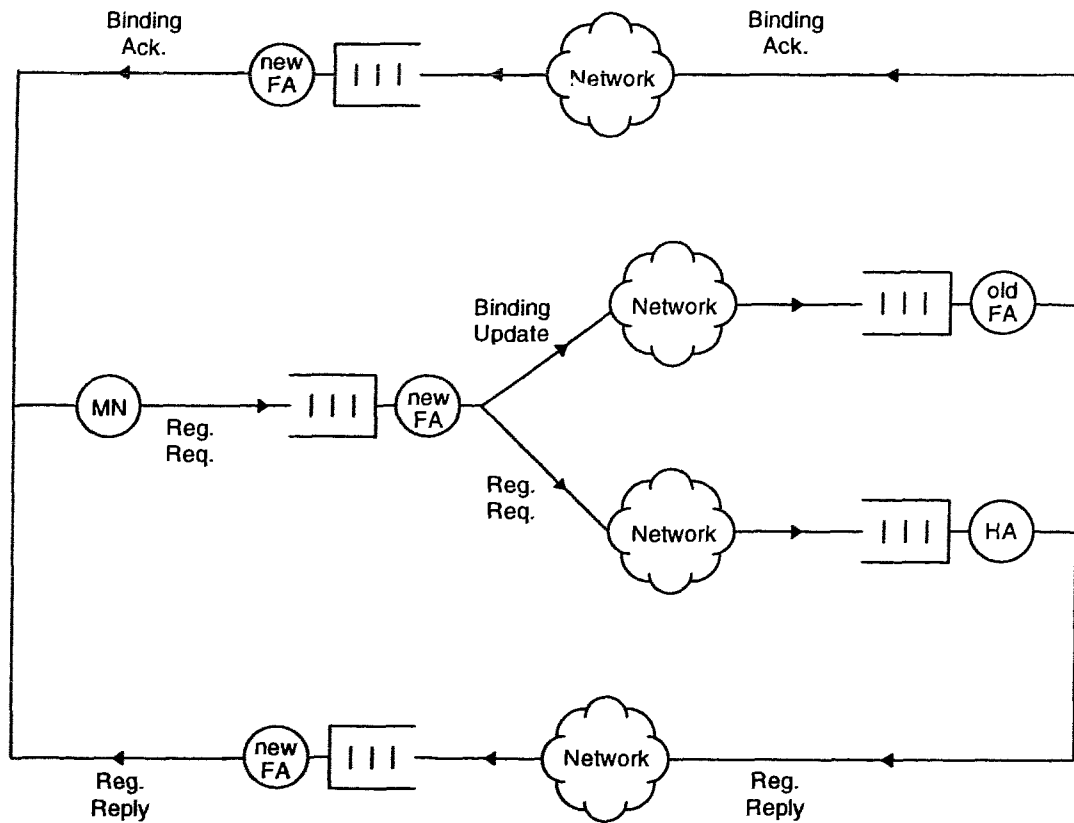 Binding
Ack.
new
FA
Network
Binding
Ack.
Binding
Update
Network
old
FA
MN
Reg.
Req.
new
FA
Reg.
Req.
Network
HA
new
FA
Reg.
Reply
Network
Reg.
Reply